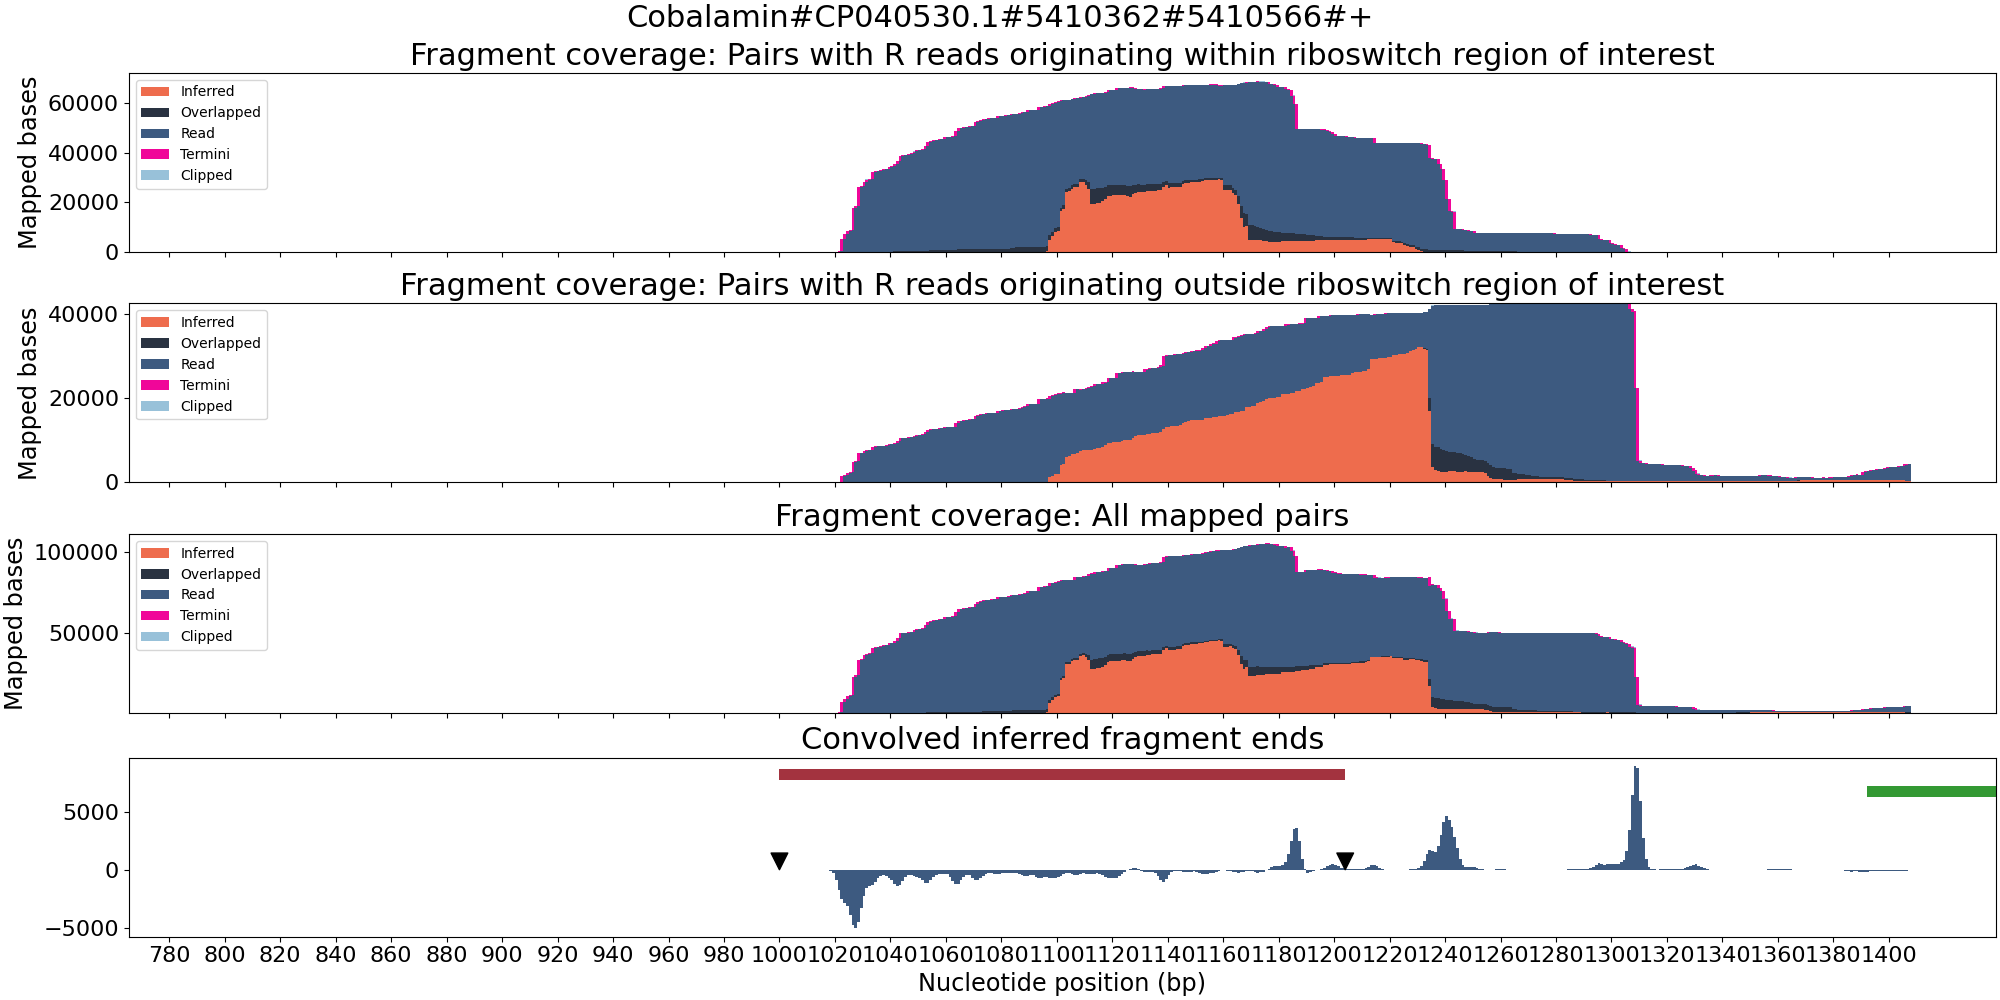 Cobalamin#CP040530.1#5410362#5410566#+
Fragment coverage: Pairs with R reads originating within riboswitch region of interest
Mapped bases
60000
40000
20000
0
Inferred
Overlapped
Read
Termini
Clipped
Fragment coverage: Pairs with R reads originating outside riboswitch region of interest
Mapped bases
40000
20000
0
Inferred
Overlapped
Read
Termini
Clipped
Fragment coverage: All mapped pairs
Mapped bases
100000
50000
Inferred
Overlapped
Read
Termini
Clipped
Convolved inferred fragment ends
5000
0
−5000
780 800 820 840 860 880 900 920 940 960 980 1000 1020 1040 1060 1080 1100 1120 1140 1160 1180 1200 1220 1240 1260 1280 1300 1320 1340 1360 1380 1400
Nucleotide position (bp)